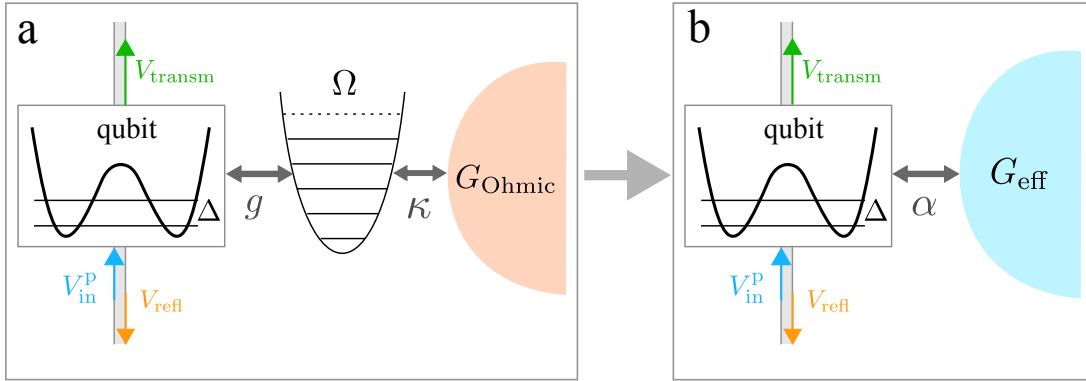 a
V_transm
Ω
qubit
Δ
g
κ
G_Ohmic
V_in^p
V_refl
b
V_transm
qubit
Δ
α
G_eff
V_in^p
V_refl